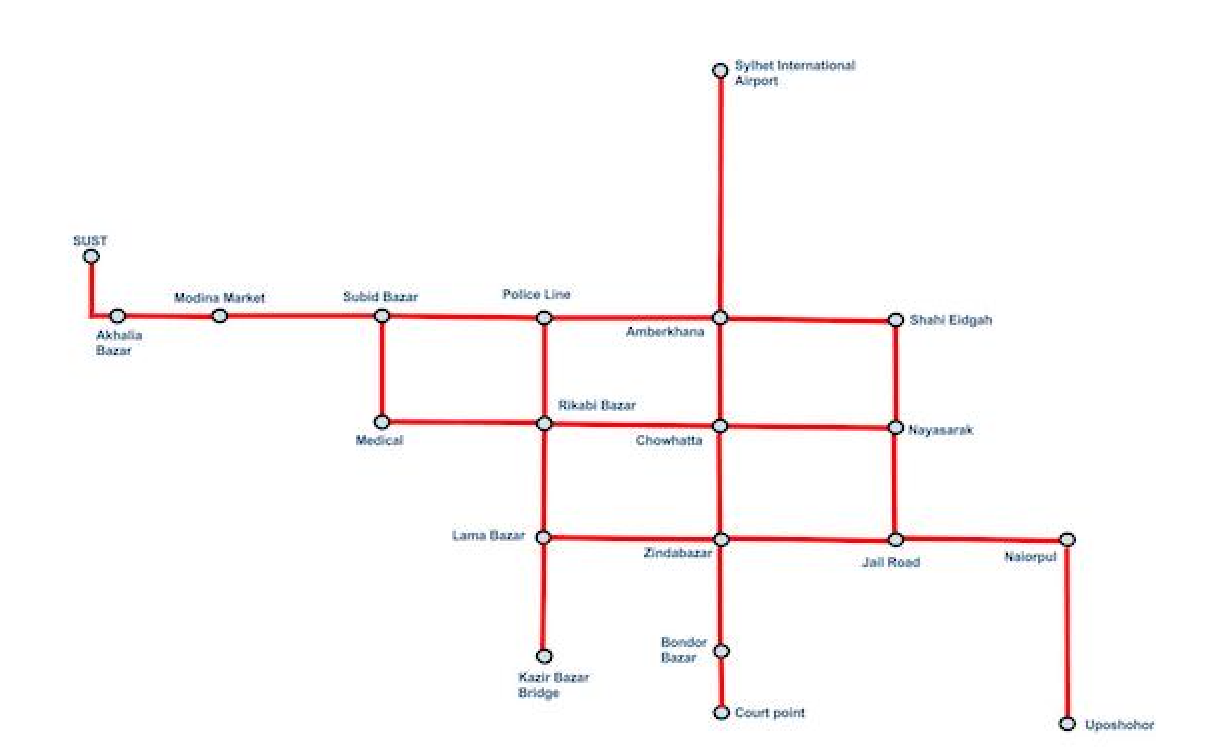 Sylhet International
Airport
SUST
Modina Market
Subid Bazar
Police Line
Amberkhana
Shahi Eidgah
Akhalia
Bazar
Rikabi Bazar
Medical
Chowhatta
Nayasarak
Lama Bazar
Zindabazar
Jail Road
Naiorpul
Bondor
Bazar
Kazir Bazar
Bridge
Court point
Uposhohor